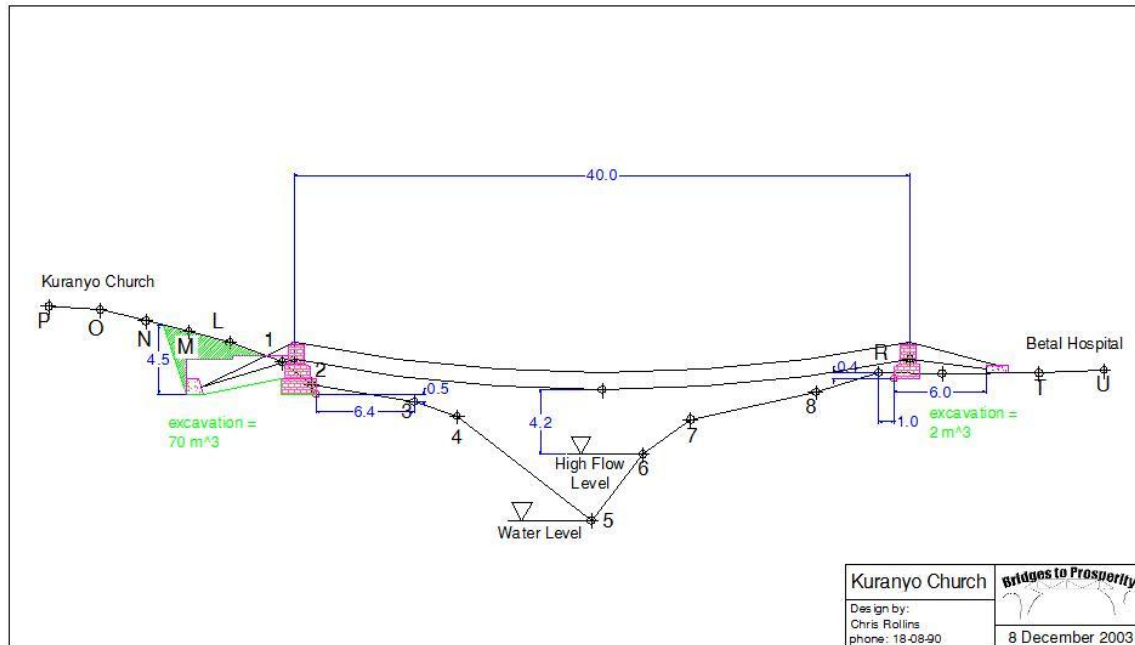 40.0
Kuranyo Church
P
O
N
M
L
1
2
4.5
excavation =
70 m^3
6.4
0.5
3
4
4.2
High Flow
Level
Water Level
5
6
7
8
R
0.4
1.0
6.0
excavation =
2 m^3
Betal Hospital
T
U
Kuranyo Church
Design by:
Chris Rollins
phone: 18-08-90
Bridges to Prosperity
8 December 2003